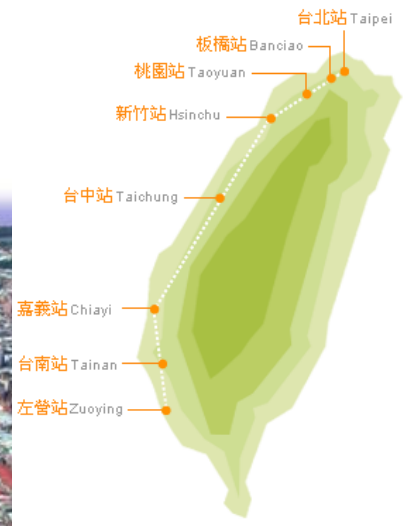 台北站 Taipei
板橋站 Banciao
桃園站 Taoyuan
新竹站 Hsinchu
台中站 Taichung
嘉義站 Chiayi
台南站 Tainan
左營站 Zuoying